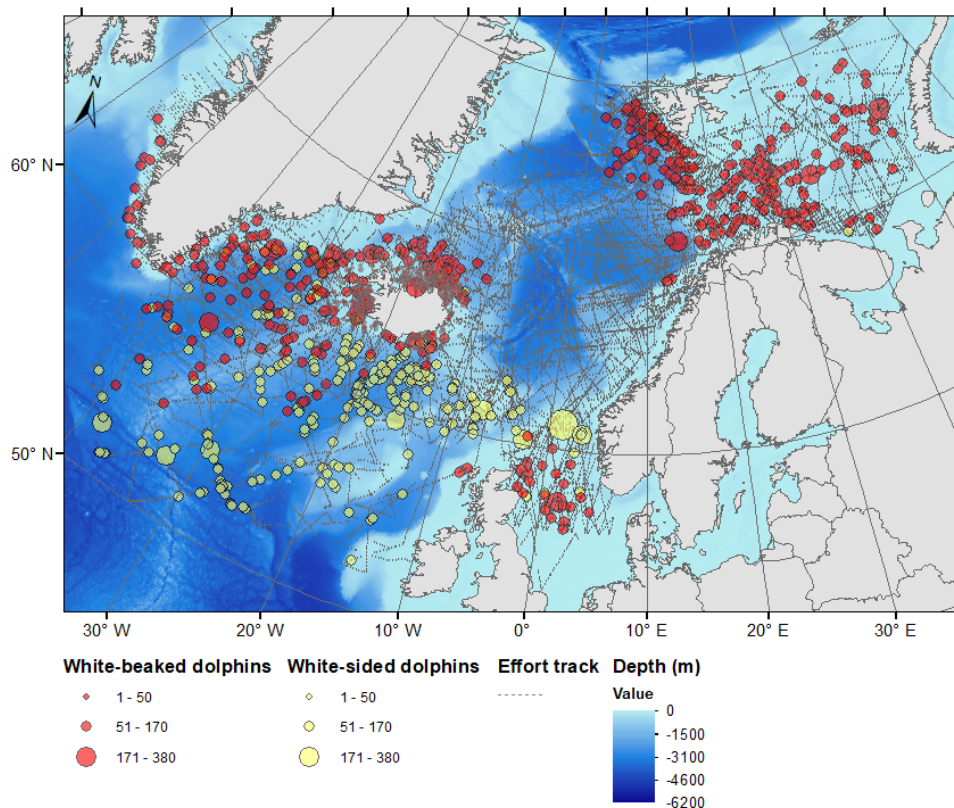 N
60° N
50° N
30° W 20° W 10° W 0° 10° E 20° E 30° E
White-beaked dolphins White-sided dolphins Effort track Depth (m)
Value
1 - 50 1 - 50
51 - 170 51 - 170
171 - 380 171 - 380
0
-1500
-3100
-4600
-6200